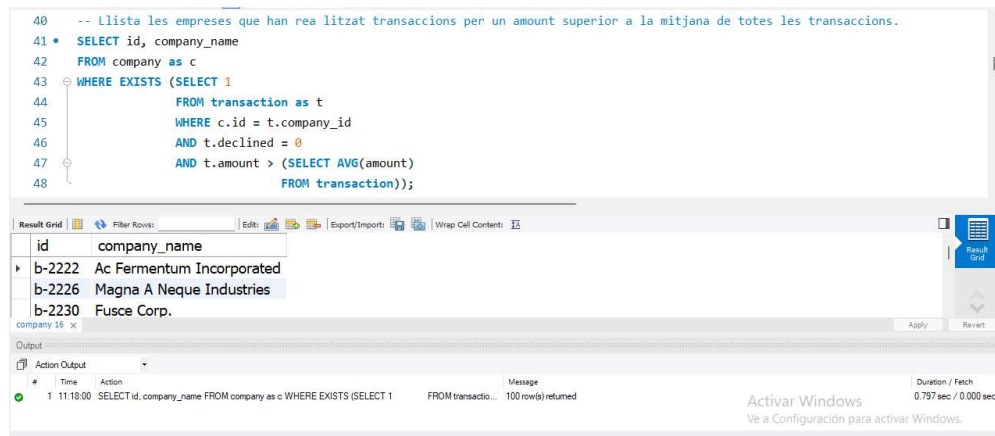 40 -- Llista les empreses que han rea litzat transaccions per un amount superior a la mitjana de totes les transaccions.
41 SELECT id, company_name
42 FROM company as c
43 WHERE EXISTS (SELECT 1
44 FROM transaction as t
45 WHERE c.id = t.company_id
46 AND t.declined = 0
47 AND t.amount > (SELECT AVG(amount)
48 FROM transaction));
Result Grid Filter Rows: Edit: Export/Import: Wrap Cell Content:
Result Grid
id company_name
b-2222 Ac Fermentum Incorporated
b-2226 Magna A Neque Industries
b-2230 Fusce Corp.
company 16 Apply Revert
Output
Action Output
# Time Action Message Duration / Fetch
1 11:18:00 SELECT id, company_name FROM company as c WHERE EXISTS (SELECT 1 FROM transactio... 100 row(s) returned 0.797 sec / 0.000 sec
Activar Windows
Ve a Configuración para activar Windows.